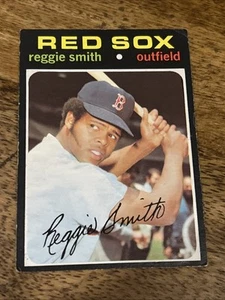 RED SOX
reggie smith • outfield
B
Reggie Smith